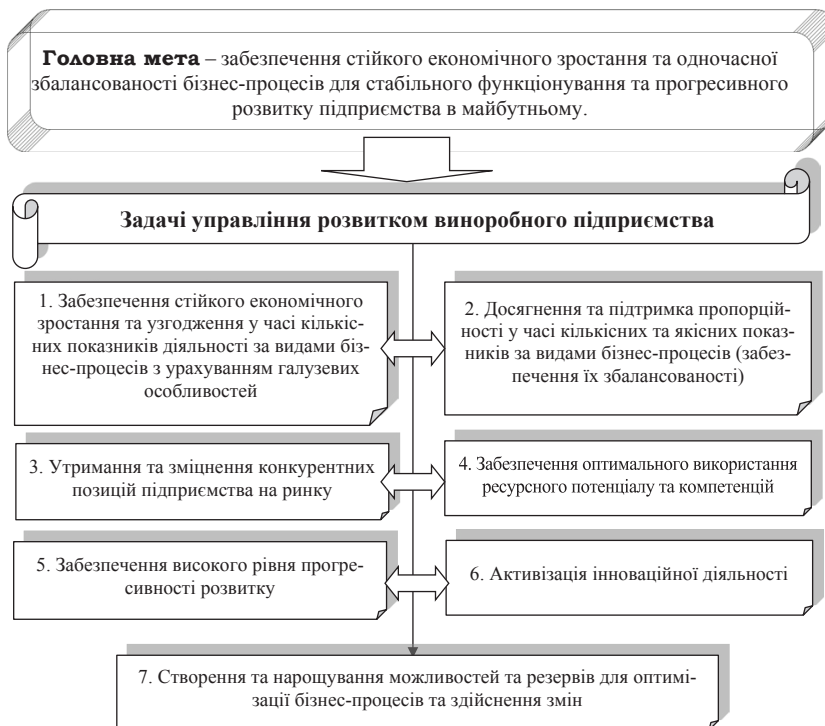 Головна мета – забезпечення стійкого економічного зростання та одночасної
збалансованості бізнес-процесів для стабільного функціонування та прогресивного
розвитку підприємства в майбутньому.
Задачі управління розвитком виноробного підприємства
1. Забезпечення стійкого економічного
зростання та узгодження у часі кількіс-
них показників діяльності за видами біз-
нес-процесів з урахуванням галузевих
особливостей
2. Досягнення та підтримка пропорцій-
ності у часі кількісних та якісних показ-
ників за видами бізнес-процесів (забез-
печення їх збалансованості)
3. Утримання та зміцнення конкурентних
позицій підприємства на ринку
4. Забезпечення оптимального використання
ресурсного потенціалу та компетенцій
5. Забезпечення високого рівня прогре-
сивності розвитку
6. Активізація інноваційної діяльності
7. Створення та нарощування можливостей та резервів для оптимі-
зації бізнес-процесів та здійснення змін